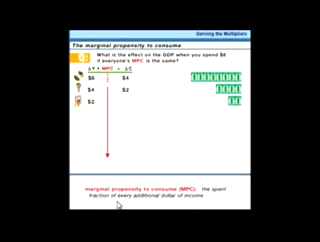 Deriving the Multipliers
The marginal propensity to consume
Q: What is the effect on the GDP when you spend $8
if everyone's MPC is the same?
ΔY × MPC = ΔC
$8 $4
$4 $2
$2
marginal propensity to consume (MPC): the spent
fraction of every additional dollar of income